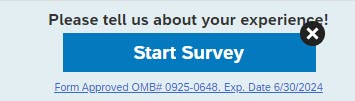 Please tell us about your experience!
Start Survey
Form Approved OMB# 0925-0648. Exp. Date 6/30/2024